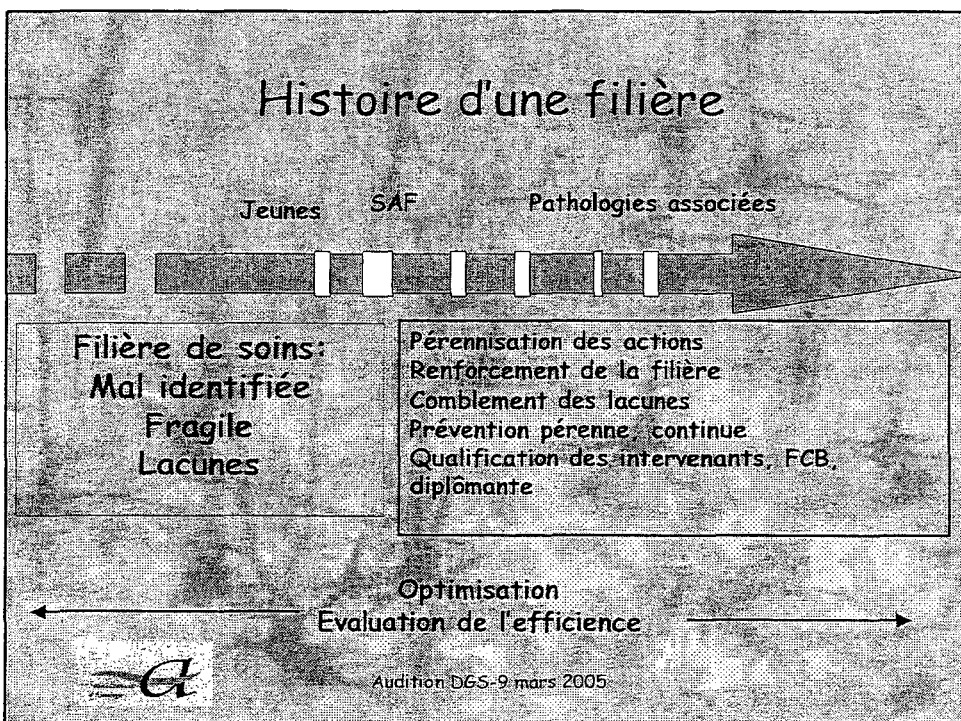 Histoire d'une filière
Jeunes
SAF
Pathologies associées
Filière de soins:
Mal identifiée
Fragile
Lacunes
Pérennisation des actions
Renforcement de la filière
Comblement des lacunes
Prévention pérenne, continue
Qualification des intervenants, FCB,
diplômante
Optimisation
Evaluation de l'efficience
a
Audition DGS-9 mars 2005